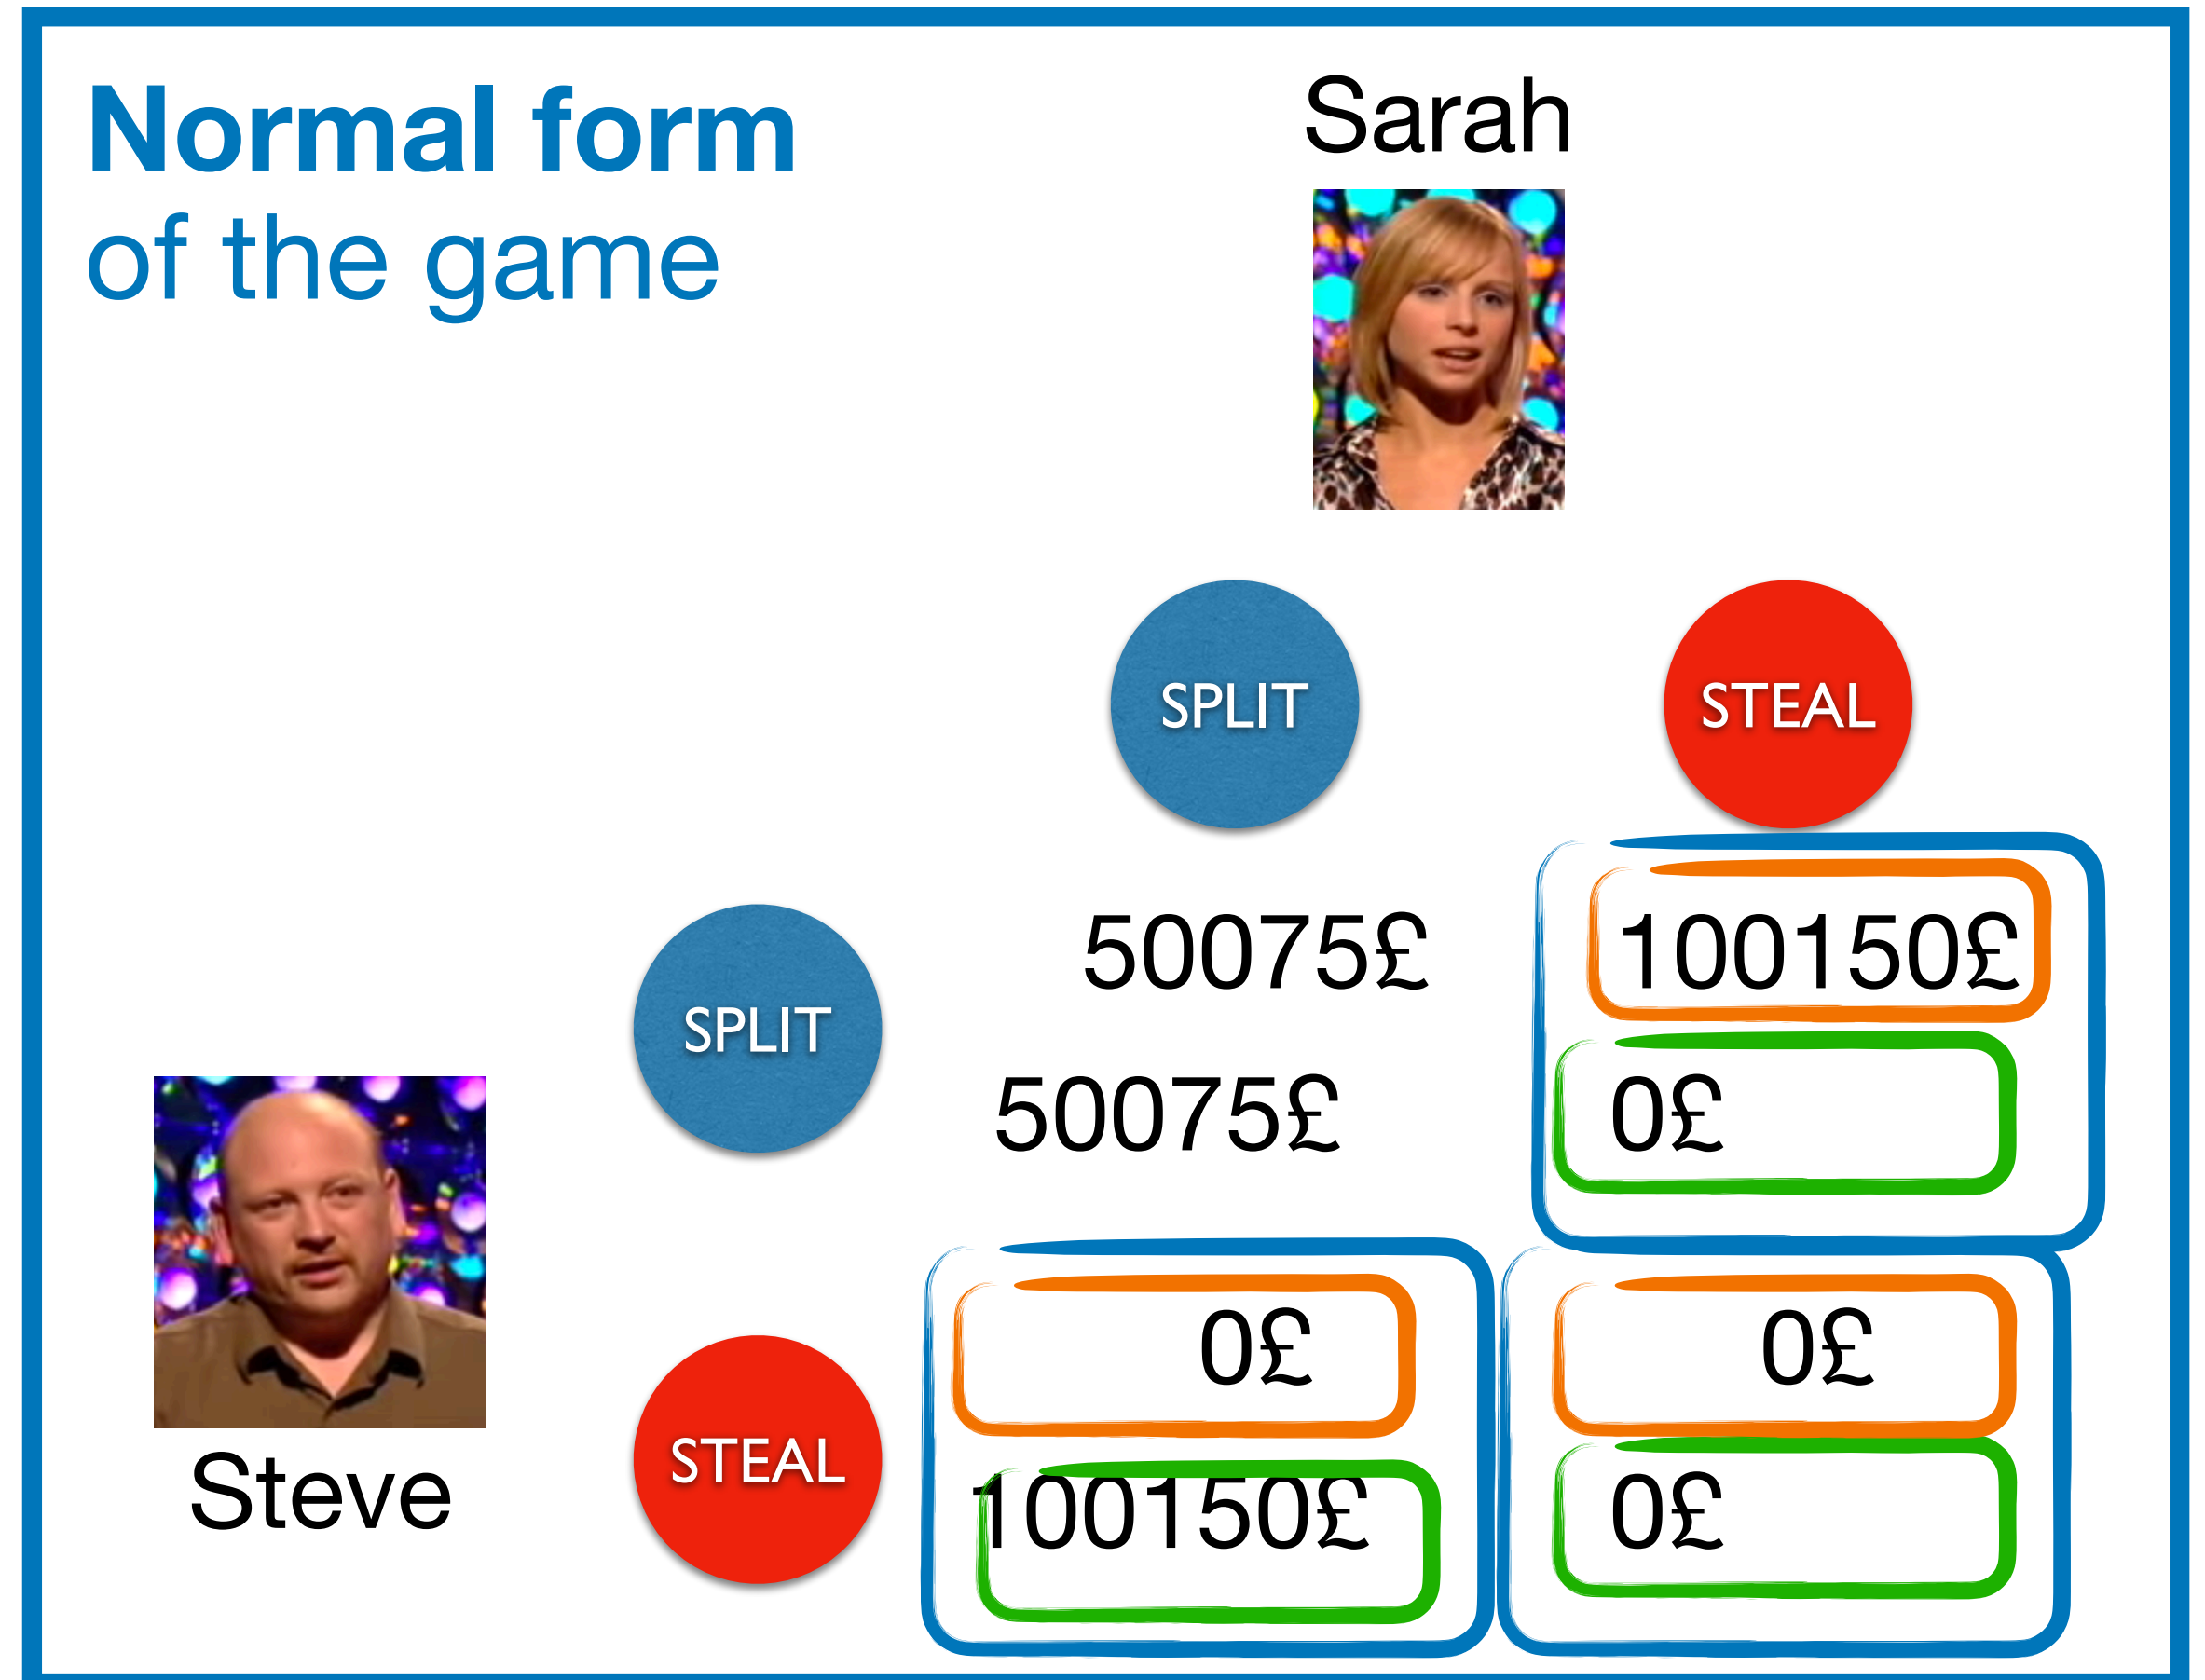 Normal form
of the game
Sarah
SPLIT STEAL
SPLIT
50075£ 100150£
50075£ 0£
Steve
STEAL
0£ 0£
100150£ 0£